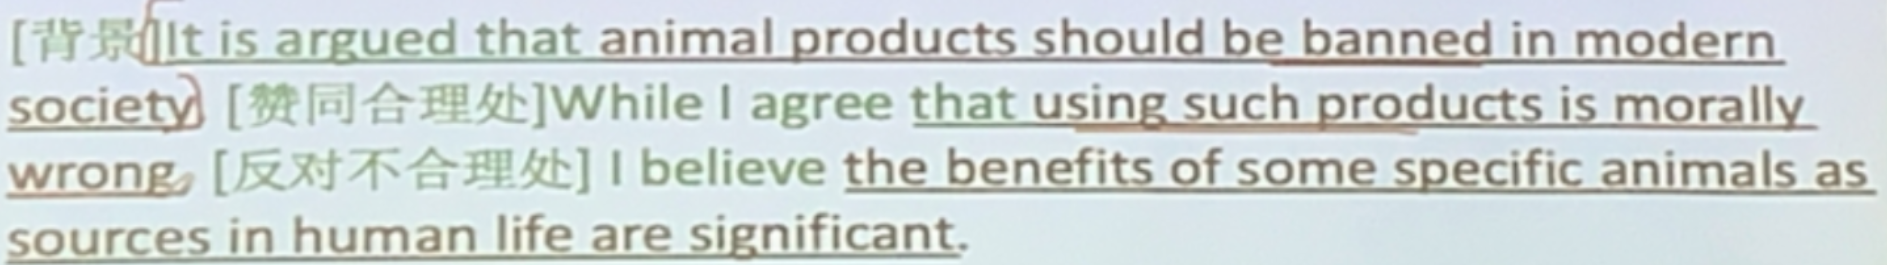 [背景]It is argued that animal products should be banned in modern
society. [赞同合理处]While I agree that using such products is morally
wrong, [反对不合理处] I believe the benefits of some specific animals as
sources in human life are significant.